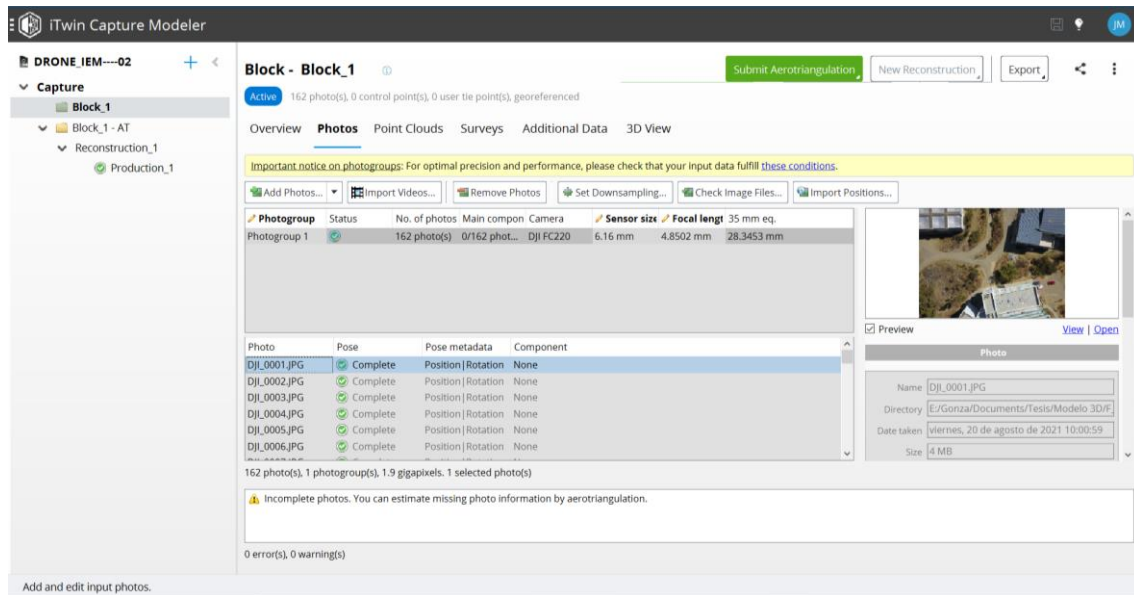 iTwin Capture Modeler
JM
DRONE_IEM----02
Capture
Block_1
Block_1 - AT
Reconstruction_1
Production_1
Block - Block_1
Submit Aerotriangulation
New Reconstruction
Export
Active 162 photo(s), 0 control point(s), 0 user tie point(s), georeferenced
Overview Photos Point Clouds Surveys Additional Data 3D View
Important notice on photogroups: For optimal precision and performance, please check that your input data fulfill these conditions.
Add Photos... Import Videos... Remove Photos Set Downsampling... Check Image Files... Import Positions...
Photogroup Status No. of photos Main compon Camera Sensor size Focal lengt 35 mm eq.
Photogroup 1 162 photo(s) 0/162 phot... DJI FC220 6.16 mm 4.8502 mm 28.3453 mm
Preview View | Open
Photo Pose Pose metadata Component
DJI_0001.JPG Complete Position|Rotation None
DJI_0002.JPG Complete Position|Rotation None
DJI_0003.JPG Complete Position|Rotation None
DJI_0004.JPG Complete Position|Rotation None
DJI_0005.JPG Complete Position|Rotation None
DJI_0006.JPG Complete Position|Rotation None
Photo
Name DJI_0001.JPG
Directory E:/Gonza/Documents/Tesis/Modelo 3D/F
Date taken viernes, 20 de agosto de 2021 10:00:59
Size 4 MB
162 photo(s), 1 photogroup(s), 1.9 gigapixels. 1 selected photo(s)
Incomplete photos. You can estimate missing photo information by aerotriangulation.
0 error(s), 0 warning(s)
Add and edit input photos.